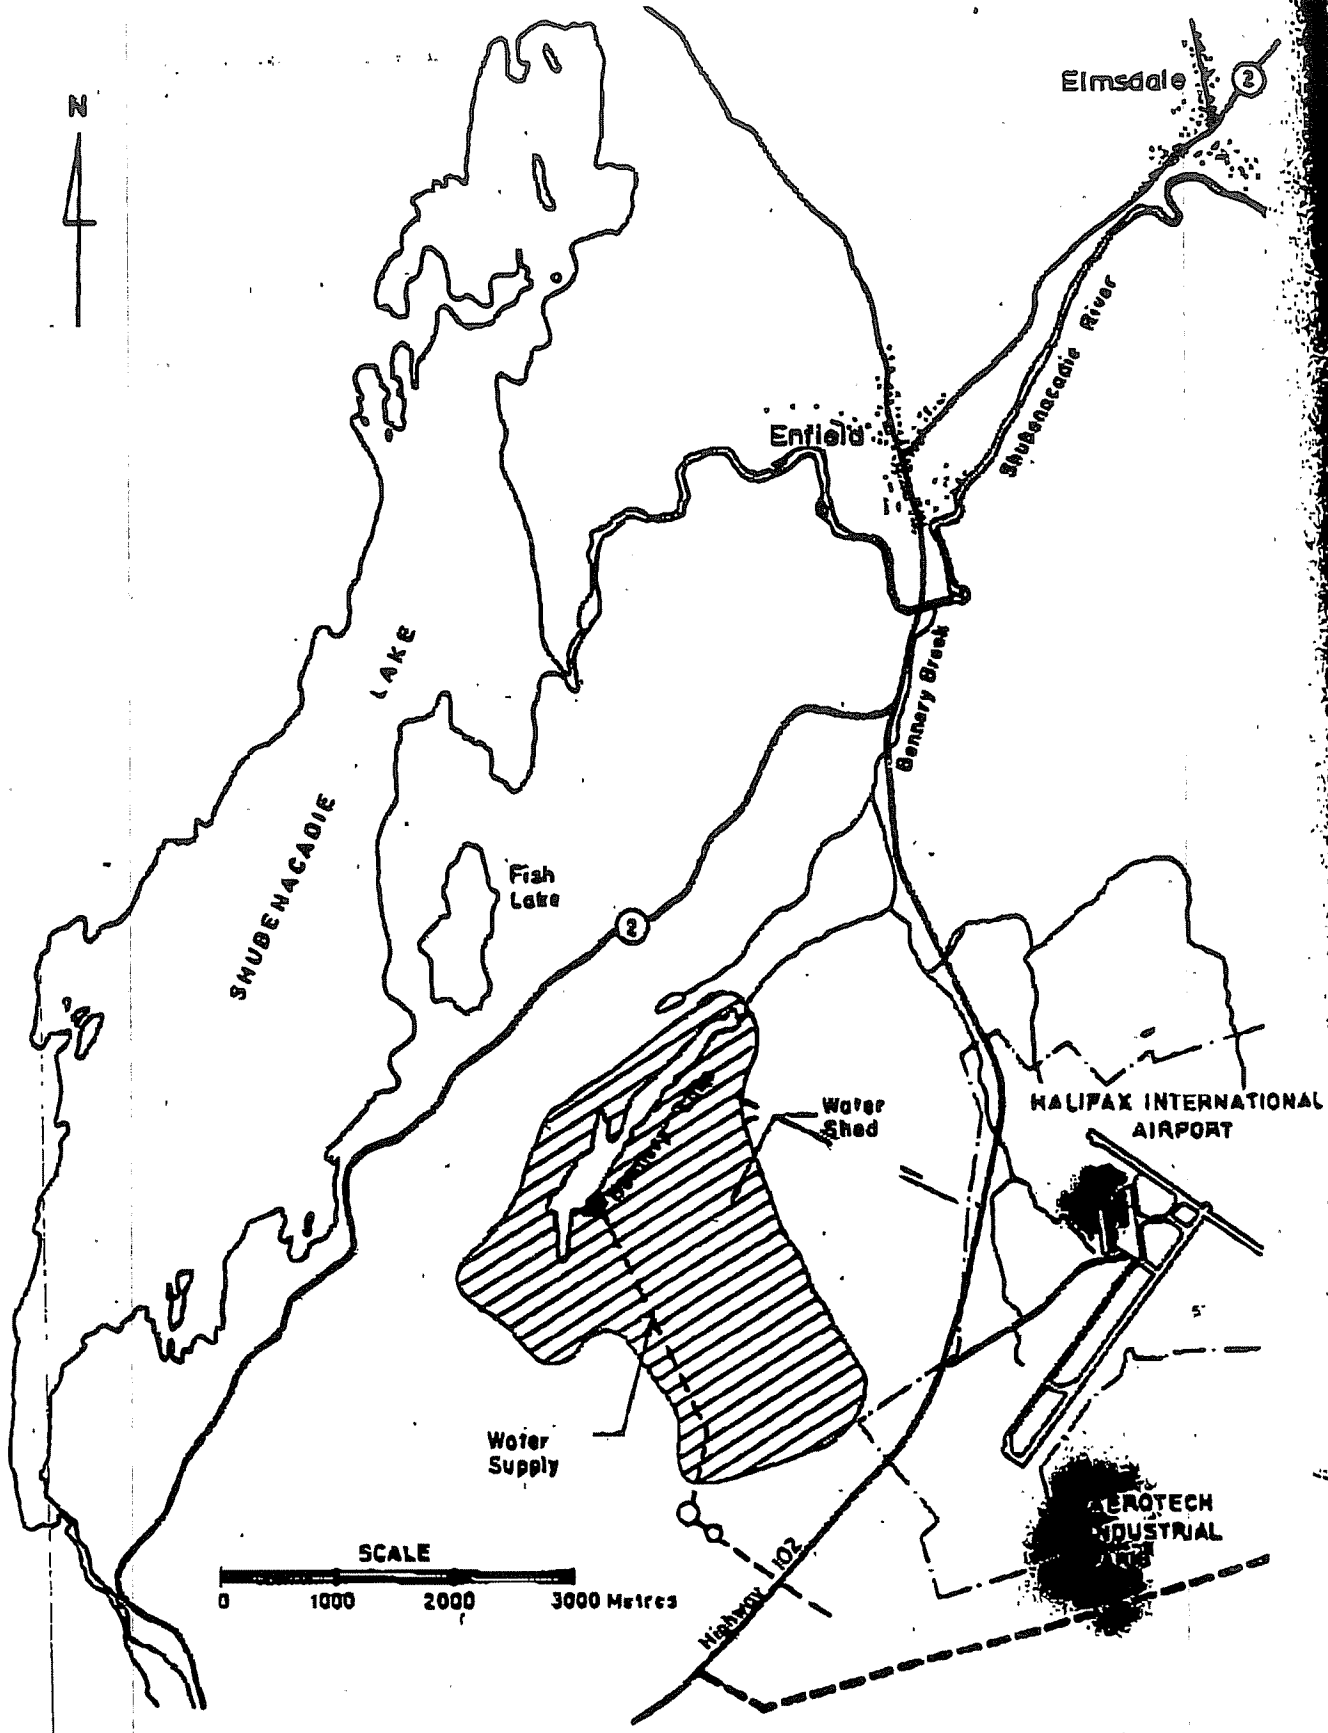 N
Elmsdale
2
Shubenacadie River
Enfield
LAKE
Bennery Brook
SHUBENACADIE
Fish
Lake
2
Water
Shed
HALIFAX INTERNATIONAL
AIRPORT
5
Water
Supply
AEROTECH
INDUSTRIAL
SCALE
0 1000 2000 3000 Metres
Highway 102